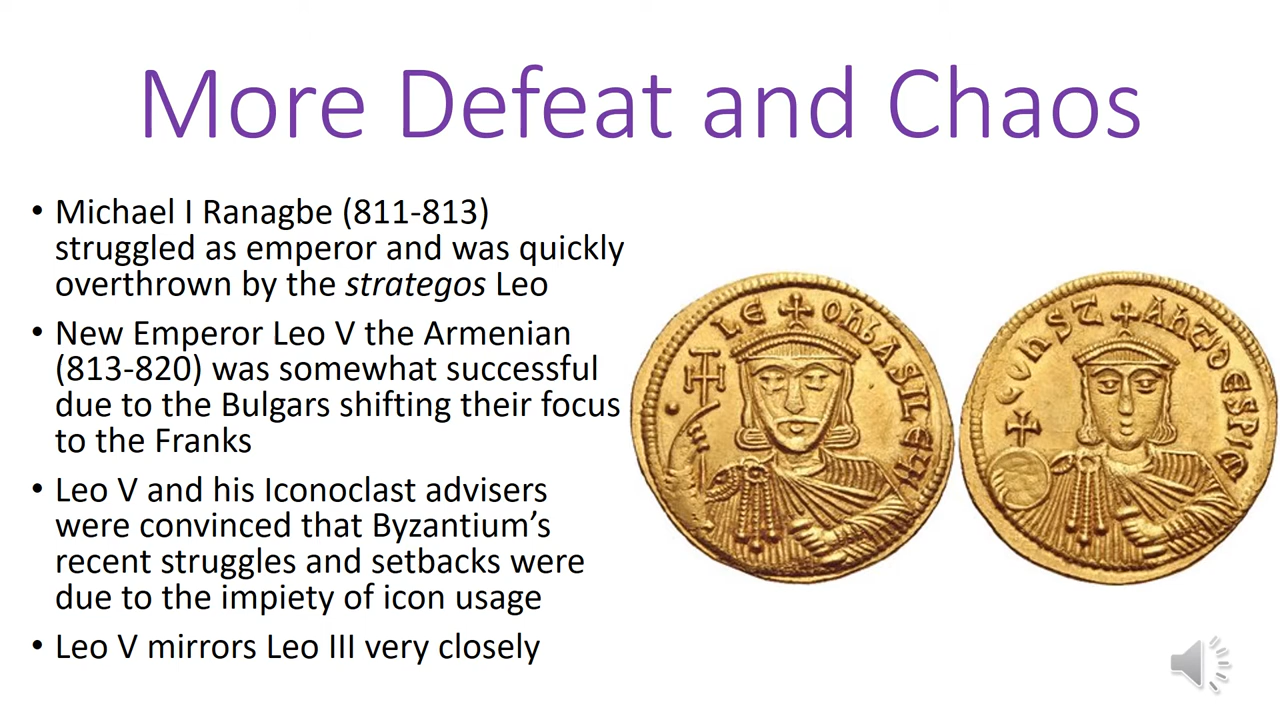 More Defeat and Chaos
• Michael I Ranagbe (811-813)
struggled as emperor and was quickly
overthrown by the strategos Leo
• New Emperor Leo V the Armenian
(813-820) was somewhat successful
due to the Bulgars shifting their focus
to the Franks
• Leo V and his Iconoclast advisers
were convinced that Byzantium’s
recent struggles and setbacks were
due to the impiety of icon usage
• Leo V mirrors Leo III very closely
LE